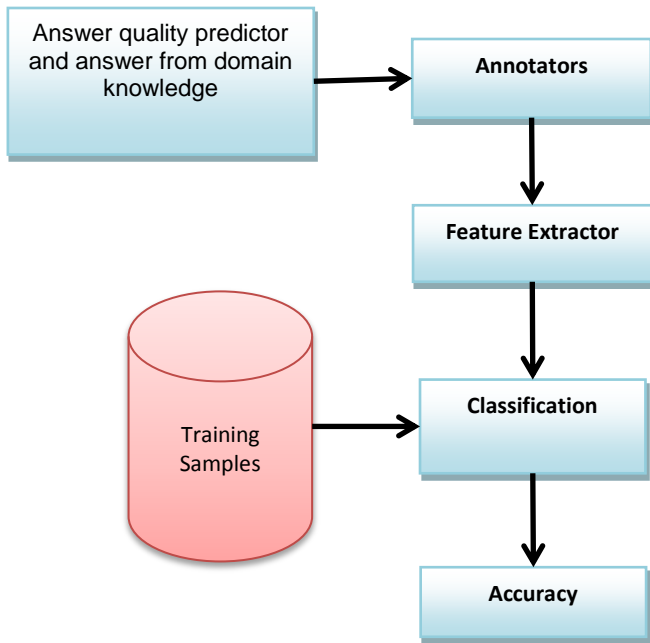 Answer quality predictor
and answer from domain
knowledge
Annotators
Feature Extractor
Training
Samples
Classification
Accuracy